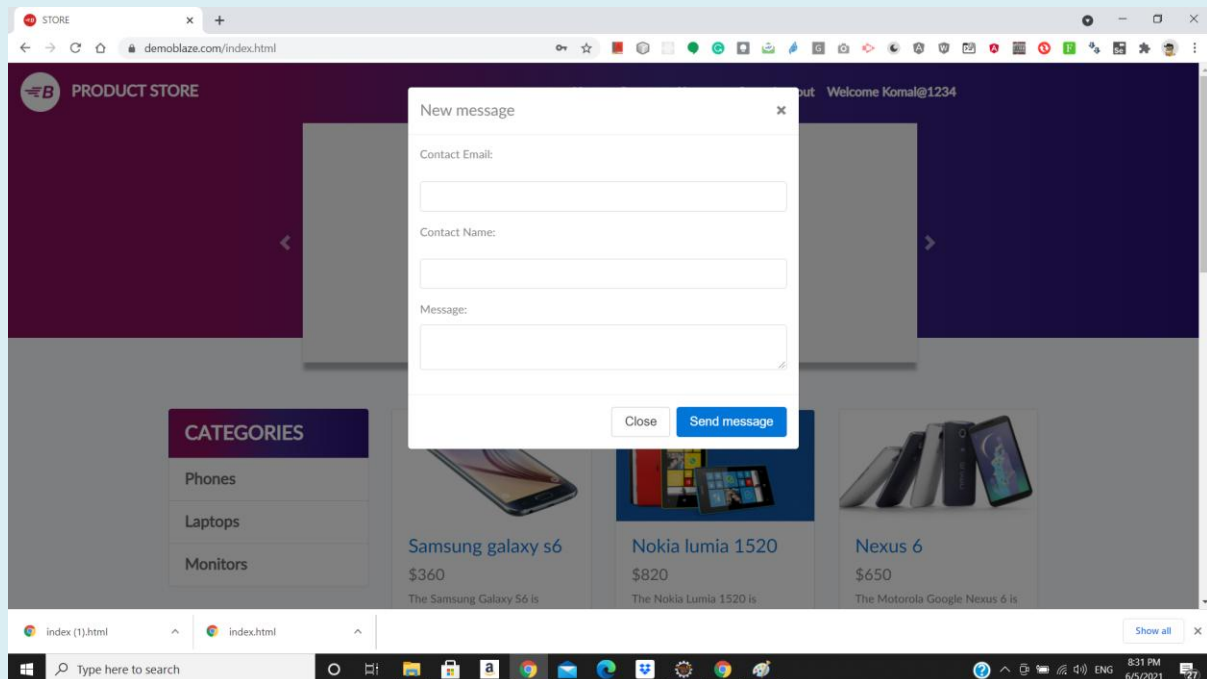 STORE
demoblaze.com/index.html
PRODUCT STORE
out Welcome Komal@1234
New message
Contact Email:
Contact Name:
Message:
Close Send message
CATEGORIES
Phones
Laptops
Monitors
Samsung galaxy s6
$360
The Samsung Galaxy S6 is
Nokia lumia 1520
$820
The Nokia Lumia 1520 is
Nexus 6
$650
The Motorola Google Nexus 6 is
index (1).html
index.html
Show all
Type here to search
ENG
8:31 PM
6/5/2021
27